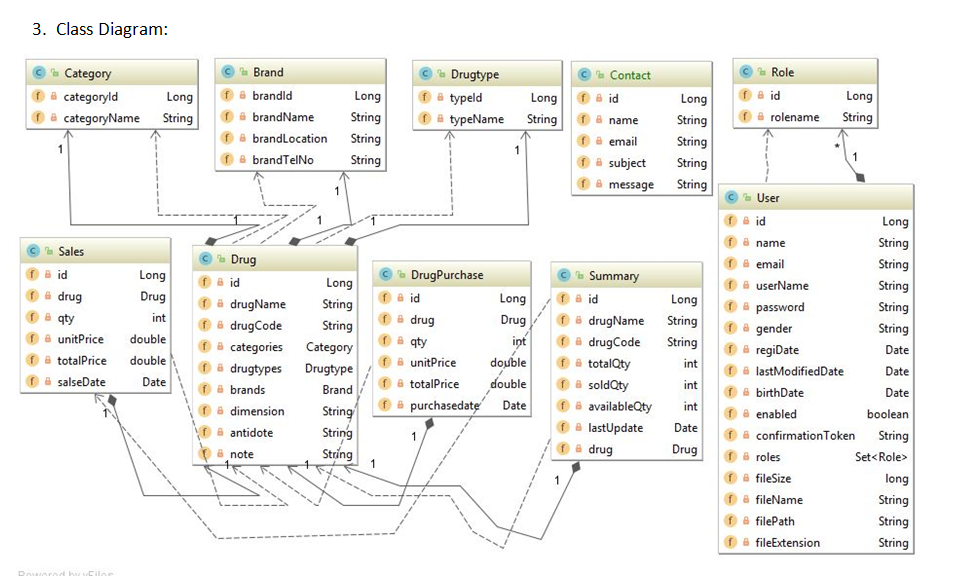 3. Class Diagram:
Category
categoryId Long
categoryName String
Brand
brandId Long
brandName String
brandLocation String
brandTelNo String
Drugtype
typeId Long
typeName String
Contact
id Long
name String
email String
subject String
message String
Role
id Long
rolename String
1
1
1
*
1
1
1
1
User
id Long
name String
email String
userName String
password String
gender String
regiDate Date
lastModifiedDate Date
birthDate Date
enabled boolean
confirmationToken String
roles Set<Role>
fileSize long
fileName String
filePath String
fileExtension String
Sales
id Long
drug Drug
qty int
unitPrice double
totalPrice double
salseDate Date
Drug
id Long
drugName String
drugCode String
categories Category
drugtypes Drugtype
brands Brand
dimension String
antidote String
note String
DrugPurchase
id Long
drug Drug
qty int
unitPrice double
totalPrice double
purchasedate Date
Summary
id Long
drugName String
drugCode String
totalQty int
soldQty int
availableQty int
lastUpdate Date
drug Drug
1
1
1
1
1
1
Powered by yFiles